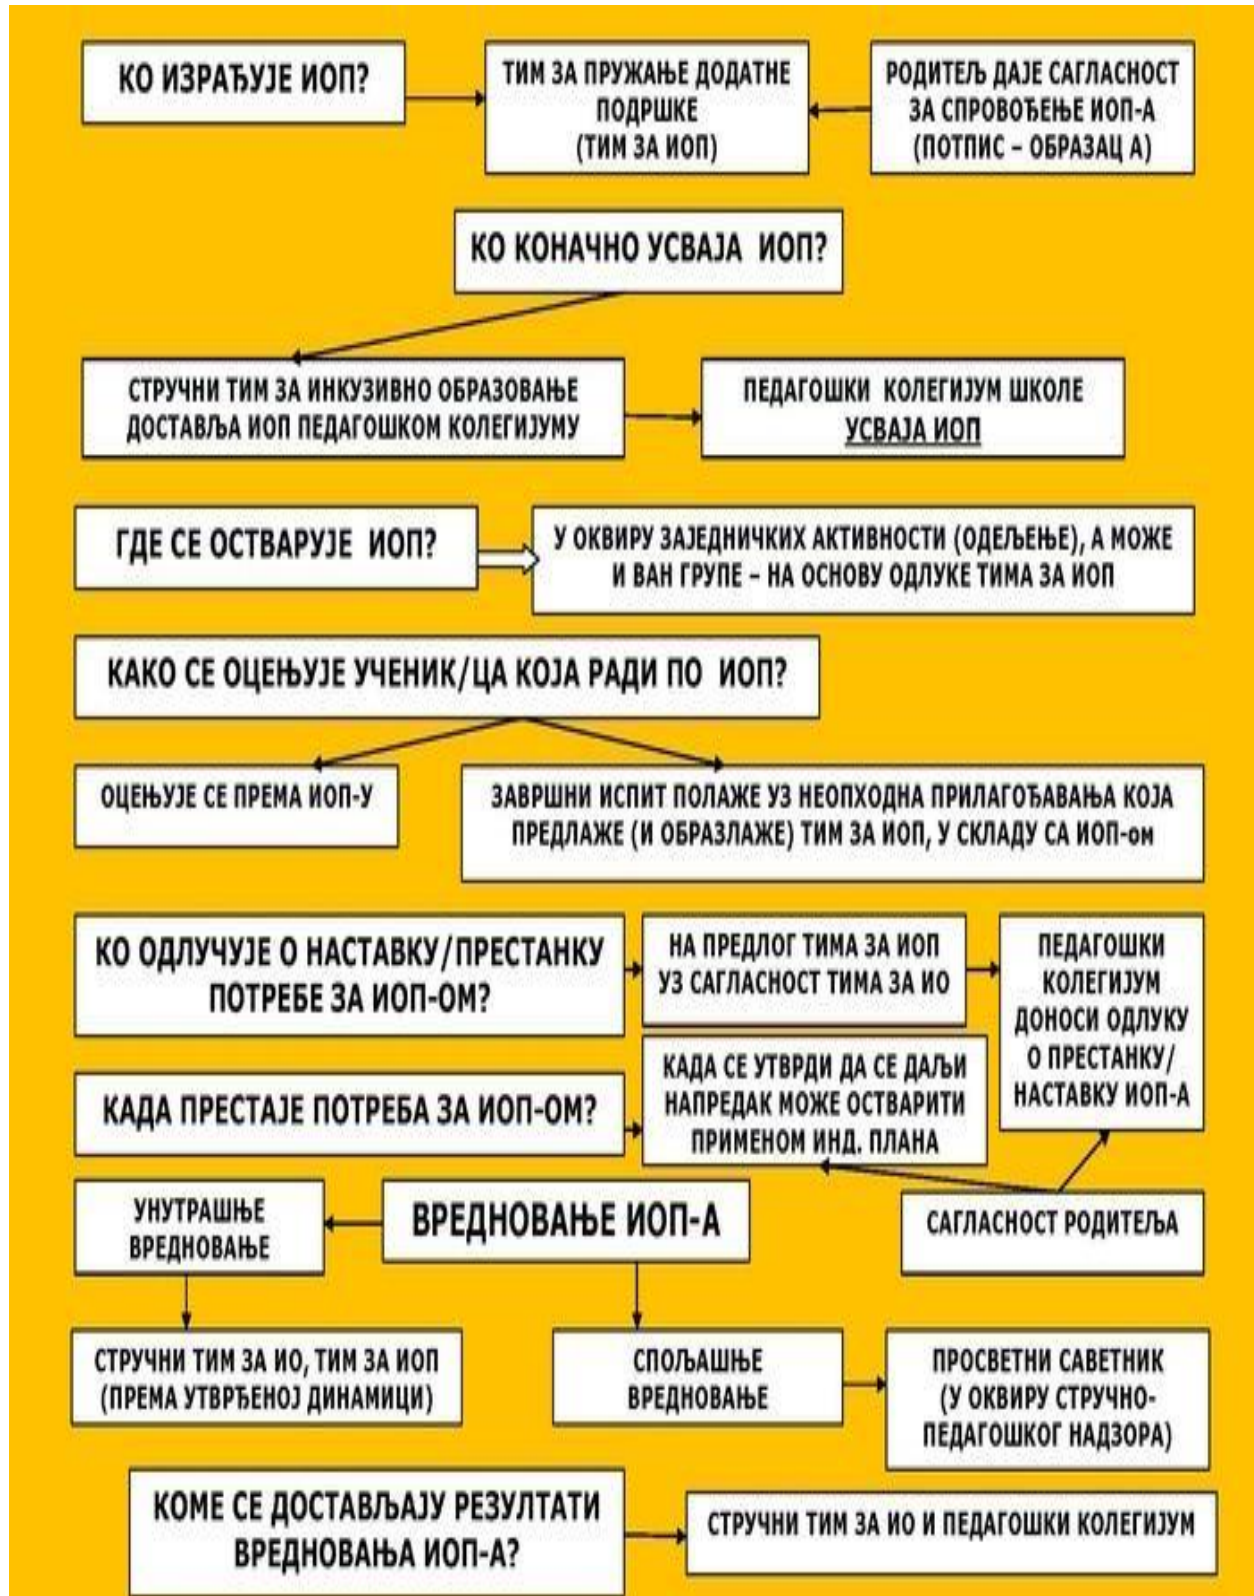 КО ИЗРАЂУЈЕ ИОП?
ТИМ ЗА ПРУЖАЊЕ ДОДАТНЕ
ПОДРШКЕ
(ТИМ ЗА ИОП)
РОДИТЕЉ ДАЈЕ САГЛАСНОСТ
ЗА СПРОВОЂЕЊЕ ИОП-А
(ПОТПИС – ОБРАЗАЦ А)
КО КОНАЧНО УСВАЈА ИОП?
СТРУЧНИ ТИМ ЗА ИНКУЗИВНО ОБРАЗОВАЊЕ
ДОСТАВЉА ИОП ПЕДАГОШКОМ КОЛЕГИЈУМУ
ПЕДАГОШКИ КОЛЕГИЈУМ ШКОЛЕ
УСВАЈА ИОП
ГДЕ СЕ ОСТВАРУЈЕ ИОП?
У ОКВИРУ ЗАЈЕДНИЧКИХ АКТИВНОСТИ (ОДЕЉЕЊЕ), А МОЖЕ
И ВАН ГРУПЕ – НА ОСНОВУ ОДЛУКЕ ТИМА ЗА ИОП
КАКО СЕ ОЦЕЊУЈЕ УЧЕНИК/ЦА КОЈА РАДИ ПО ИОП?
ОЦЕЊУЈЕ СЕ ПРЕМА ИОП-У
ЗАВРШНИ ИСПИТ ПОЛАЖЕ УЗ НЕОПХОДНА ПРИЛАГОЂАВАЊА КОЈА
ПРЕДЛАЖЕ (И ОБРАЗЛАЖЕ) ТИМ ЗА ИОП, У СКЛАДУ СА ИОП-ом
КО ОДЛУЧУЈЕ О НАСТАВКУ/ПРЕСТАНКУ
ПОТРЕБЕ ЗА ИОП-ОМ?
НА ПРЕДЛОГ ТИМА ЗА ИОП
УЗ САГЛАСНОСТ ТИМА ЗА ИО
ПЕДАГОШКИ
КОЛЕГИЈУМ
ДОНОСИ ОДЛУКУ
О ПРЕСТАНКУ/
НАСТАВКУ ИОП-А
КАДА ПРЕСТАЈЕ ПОТРЕБА ЗА ИОП-ОМ?
КАДА СЕ УТВРДИ ДА СЕ ДАЉИ
НАПРЕДАК МОЖЕ ОСТВАРИТИ
ПРИМЕНОМ ИНД. ПЛАНА
УНУТРАШЊЕ
ВРЕДНОВАЊЕ
ВРЕДНОВАЊЕ ИОП-А
САГЛАСНОСТ РОДИТЕЉА
СТРУЧНИ ТИМ ЗА ИО, ТИМ ЗА ИОП
(ПРЕМА УТВРЂЕНОЈ ДИНАМИЦИ)
СПОЉАШЊЕ
ВРЕДНОВАЊЕ
ПРОСВЕТНИ САВЕТНИК
(У ОКВИРУ СТРУЧНО-
ПЕДАГОШКОГ НАДЗОРА)
КОМЕ СЕ ДОСТАВЉАЈУ РЕЗУЛТАТИ
ВРЕДНОВАЊА ИОП-А?
СТРУЧНИ ТИМ ЗА ИО И ПЕДАГОШКИ КОЛЕГИЈУМ